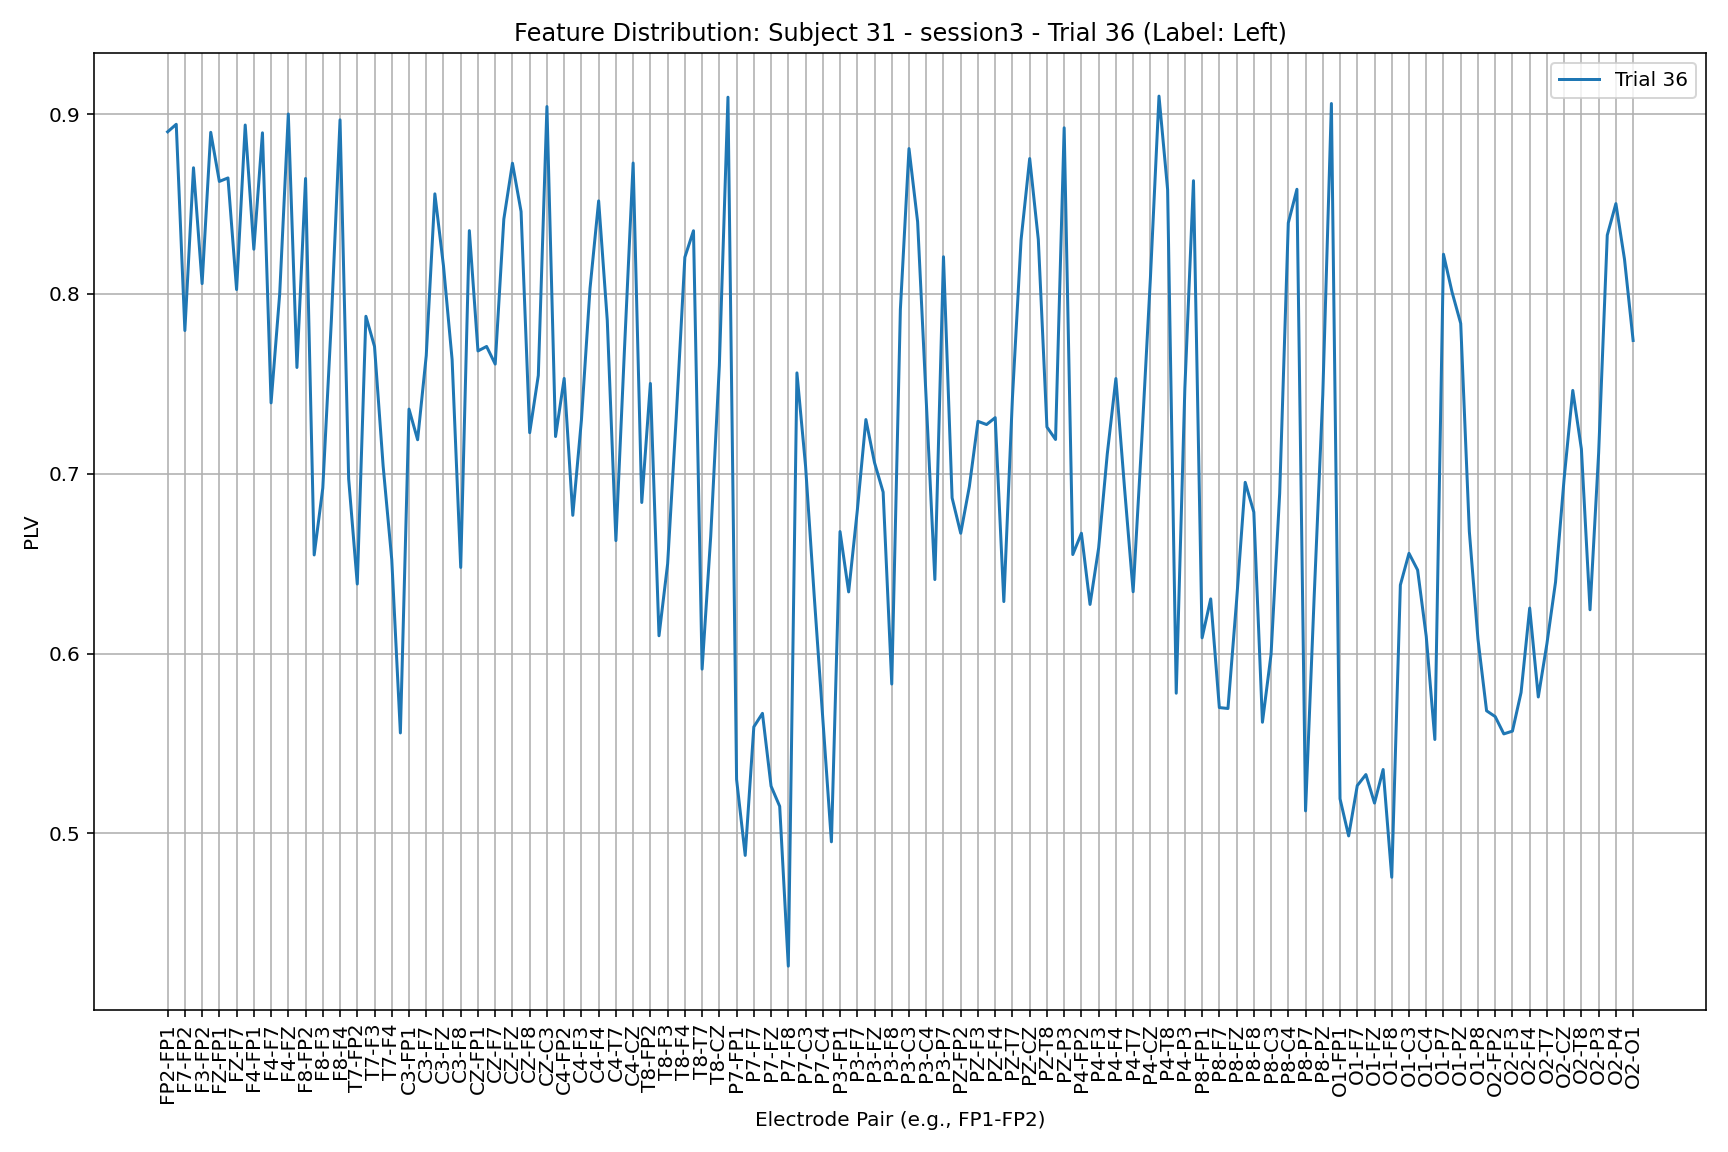 Feature Distribution: Subject 31 - session3 - Trial 36 (Label: Left)
Trial 36
PLV
0.9
0.8
0.7
0.6
0.5
FP2-FP1
F7-FP2
F3-FP2
FZ-FP1
FZ-F7
F4-FP1
F4-F7
F4-FZ
F8-FP2
F8-F3
F8-F4
T7-FP2
T7-F3
T7-F4
C3-FP1
C3-F7
C3-FZ
C3-F8
CZ-FP1
CZ-F7
CZ-FZ
CZ-F8
CZ-C3
C4-FP2
C4-F3
C4-F4
C4-T7
C4-CZ
T8-FP2
T8-F3
T8-F4
T8-T7
T8-CZ
P7-FP1
P7-F7
P7-FZ
P7-F8
P7-C3
P7-C4
P3-FP1
P3-F7
P3-FZ
P3-F8
P3-C3
P3-C4
P3-P7
PZ-FP2
PZ-F3
PZ-F4
PZ-T7
PZ-CZ
PZ-T8
PZ-P3
P4-FP2
P4-F3
P4-F4
P4-T7
P4-CZ
P4-T8
P4-P3
P8-FP1
P8-F7
P8-FZ
P8-F8
P8-C3
P8-C4
P8-P7
P8-PZ
O1-FP1
O1-F7
O1-FZ
O1-F8
O1-C3
O1-C4
O1-P7
O1-PZ
O1-P8
O2-FP2
O2-F3
O2-F4
O2-T7
O2-CZ
O2-T8
O2-P3
O2-P4
O2-O1
Electrode Pair (e.g., FP1-FP2)